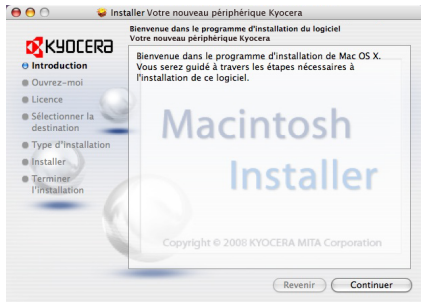 Installer Votre nouveau périphérique Kyocera
Bienvenue dans le programme d'installation du logiciel
Votre nouveau périphérique Kyocera
KYOCERA
Introduction
Ouvrez-moi
Licence
Sélectionner la
destination
Type d'installation
Installer
Terminer
l'installation
Bienvenue dans le programme d'installation de Mac OS X.
Vous serez guidé à travers les étapes nécessaires à
l'installation de ce logiciel.
Macintosh
Installer
Copyright © 2008 KYOCERA MITA Corporation
Revenir
Continuer